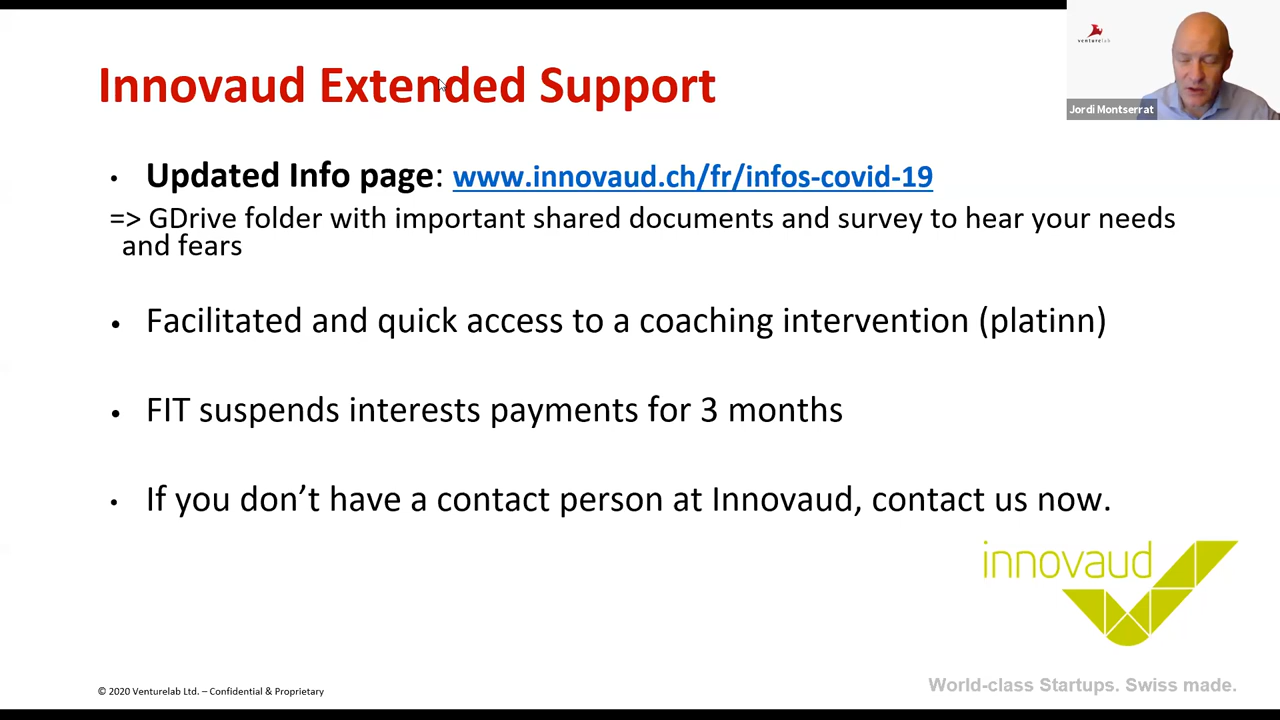 Innovaud Extended Support
venturelab
Jordi Montserrat
• Updated Info page: www.innovaud.ch/fr/infos-covid-19
=> GDrive folder with important shared documents and survey to hear your needs
and fears
• Facilitated and quick access to a coaching intervention (platinn)
• FIT suspends interests payments for 3 months
• If you don’t have a contact person at Innovaud, contact us now.
innovaud
© 2020 Venturelab Ltd. – Confidential & Proprietary
World-class Startups. Swiss made.